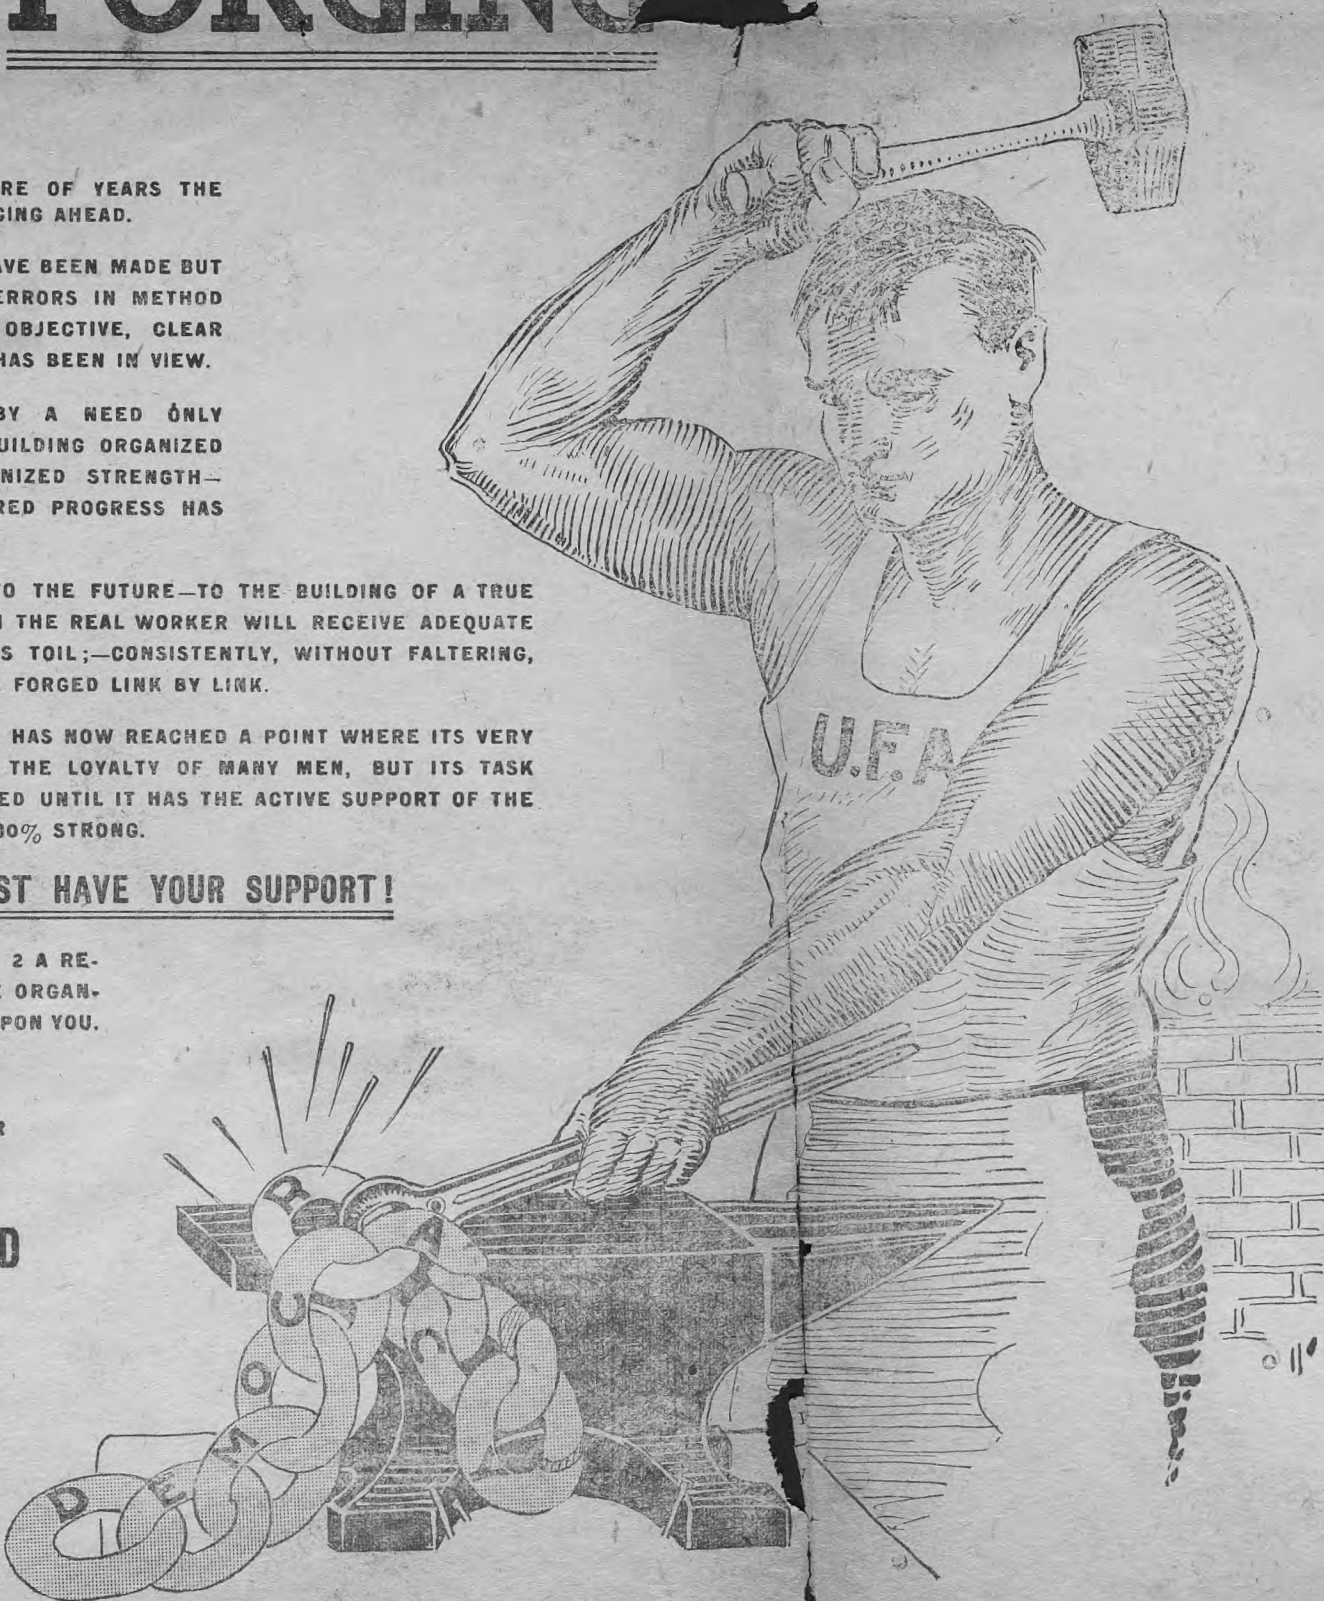 FORGING
RE OF YEARS THE
GING AHEAD.
AVE BEEN MADE BUT
ERRORS IN METHOD
OBJECTIVE, CLEAR
HAS BEEN IN VIEW.
BY A NEED ONLY
UILDING ORGANIZED
NIZED STRENGTH—
RED PROGRESS HAS
O THE FUTURE—TO THE BUILDING OF A TRUE
THE REAL WORKER WILL RECEIVE ADEQUATE
S TOIL;—CONSISTENTLY, WITHOUT FALTERING,
FORGED LINK BY LINK.
HAS NOW REACHED A POINT WHERE ITS VERY
THE LOYALTY OF MANY MEN, BUT ITS TASK
ED UNTIL IT HAS THE ACTIVE SUPPORT OF THE
00% STRONG.
ST HAVE YOUR SUPPORT!
2 A RE-
ORGAN-
PON YOU.
R
D
U.F.A
D E M O C R A C